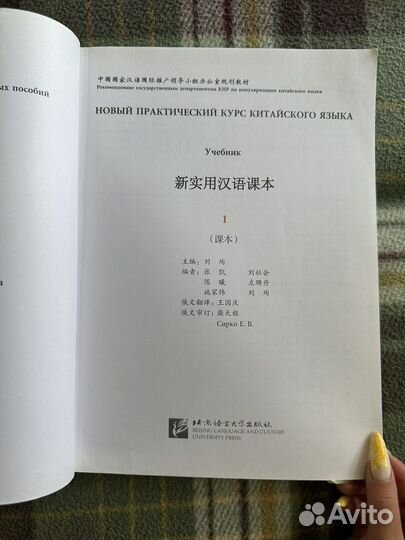 ых пособий
а
中国国家汉语国际推广领导小组办公室规划教材
Рекомендовано государственным департаментом КНР по популяризации китайского языка
НОВЫЙ ПРАКТИЧЕСКИЙ КУРС КИТАЙСКОГО ЯЗЫКА
Учебник
新实用汉语课本
1
(课本)
主编: 刘 珣
编者: 张 凯 刘社会
陈 曦 左珊丹
施家炜 刘 珣
俄文翻译: 王国庆
俄文审订: 柴天枢
Сирко Е. В.
北京语言大学出版社
BEIJING LANGUAGE AND CULTURE
UNIVERSITY PRESS
Avito